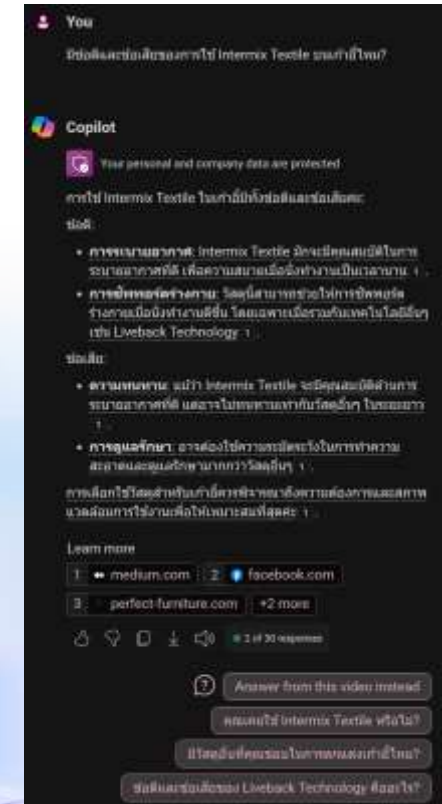 You
มีข้อดีและข้อเสียของการใช้ Intermix Textile บนเก้าอี้ไหม?
Copilot
Your personal and company data are protected
การใช้ Intermix Textile ในเก้าอี้มีทั้งข้อดีและข้อเสียค่ะ:
ข้อดี:
• การระบายอากาศ: Intermix Textile มักจะมีคุณสมบัติในการ
ระบายอากาศที่ดี เพื่อความสบายเมื่อนั่งทำงานเป็นเวลานาน 1 .
• การซัพพอร์ตร่างกาย: วัสดุนี้สามารถช่วยให้การซัพพอร์ต
ร่างกายเมื่อนั่งทำงานดีขึ้น โดยเฉพาะเมื่อรวมกับเทคโนโลยีอื่นๆ
เช่น Liveback Technology 1 .
ข้อเสีย:
• ความทนทาน: แม้ว่า Intermix Textile จะมีคุณสมบัติด้านการ
ระบายอากาศที่ดี แต่อาจไม่ทนทานเท่ากับวัสดุอื่นๆ ในระยะยาว
1 .
• การดูแลรักษา: อาจต้องใช้ความระมัดระวังในการทำความ
สะอาดและดูแลรักษามากกว่าวัสดุอื่นๆ 1 .
การเลือกใช้วัสดุสำหรับเก้าอี้ควรพิจารณาถึงความต้องการและสภาพ
แวดล้อมการใช้งานเพื่อให้เหมาะสมที่สุดค่ะ 1 .
Learn more
1 medium.com 2 facebook.com
3 perfect-furniture.com +2 more
of 30 responses
Answer from this video instead
คุณเคยใช้ Intermix Textile หรือไม่?
มีวัสดุอื่นที่คุณชอบในการตกแต่งเก้าอี้ไหม?
ข้อดีและข้อเสียของ Liveback Technology คืออะไร?